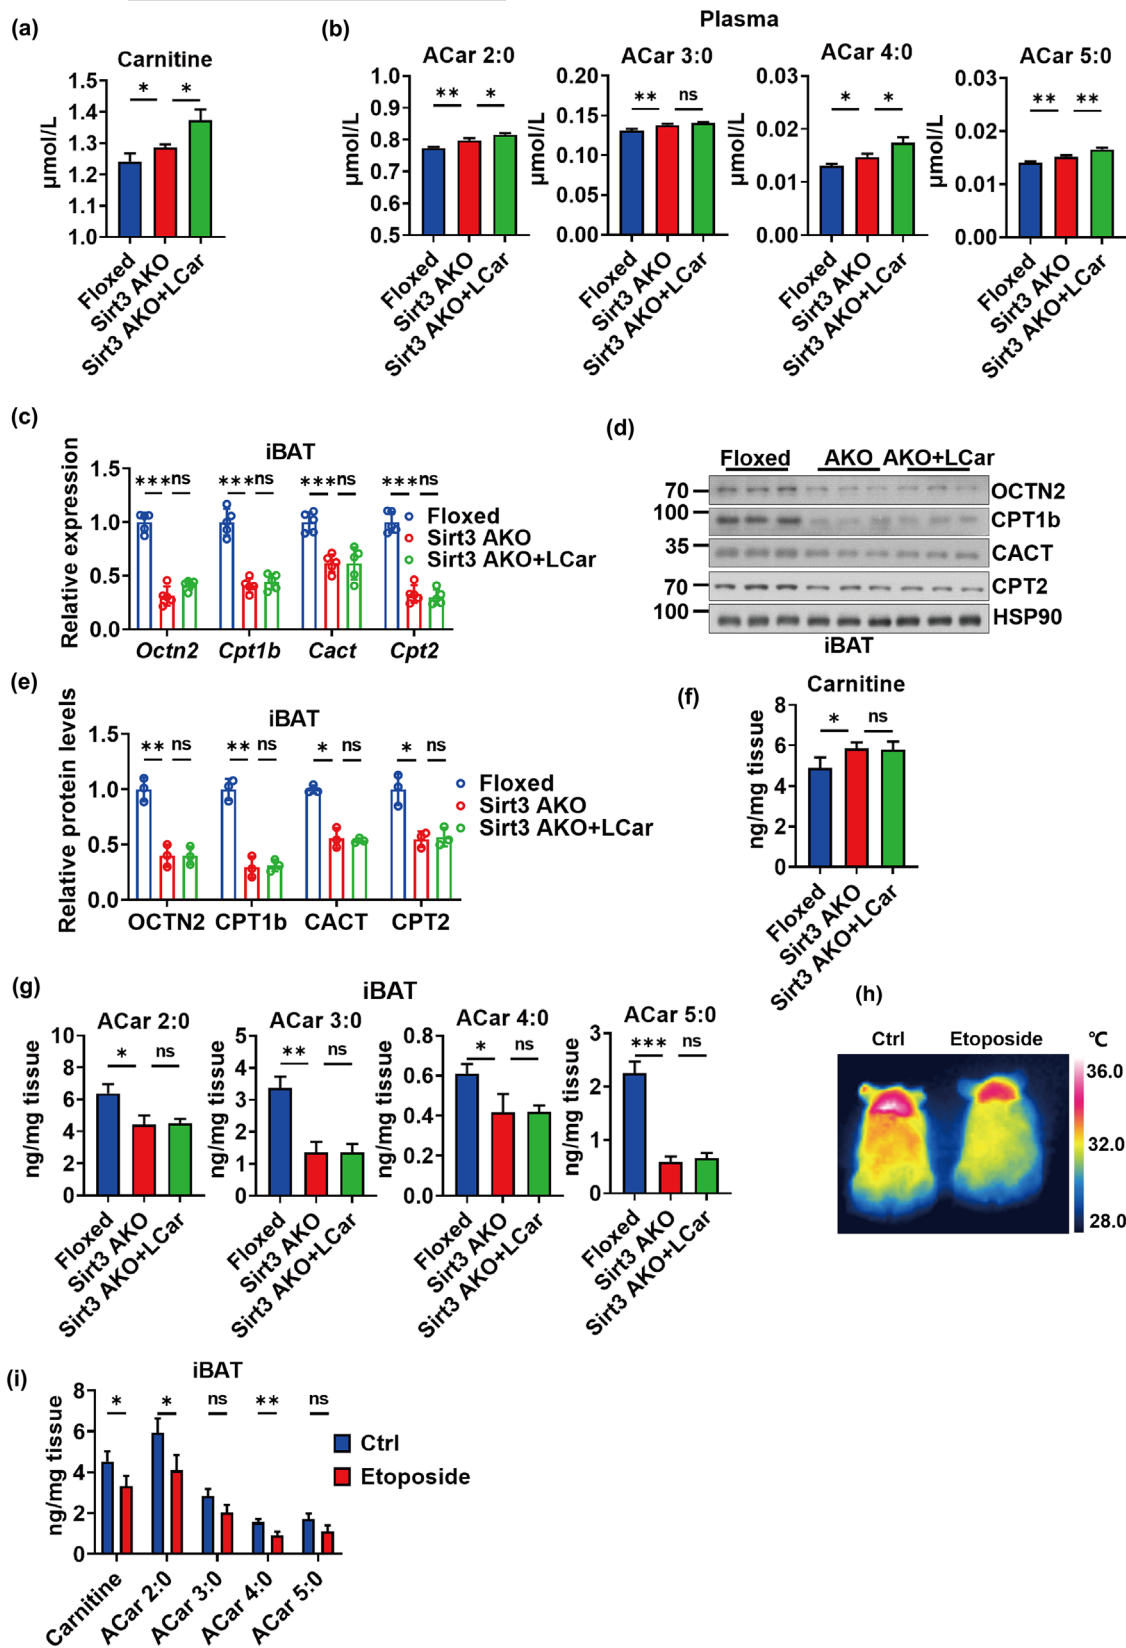 (a)
Carnitine
µmol/L
1.5
1.4
1.3
1.2
1.1
1.0
* *
Floxed
Sirt3 AKO
Sirt3 AKO+LCar
(b)
Plasma
ACar 2:0
µmol/L
1.0
0.9
0.8
0.7
0.6
0.5
** *
Floxed
Sirt3 AKO
Sirt3 AKO+LCar
ACar 3:0
µmol/L
0.20
0.15
0.10
0.05
0.00
** ns
Floxed
Sirt3 AKO
Sirt3 AKO+LCar
ACar 4:0
µmol/L
0.03
0.02
0.01
0.00
* *
Floxed
Sirt3 AKO
Sirt3 AKO+LCar
ACar 5:0
µmol/L
0.03
0.02
0.01
0.00
** **
Floxed
Sirt3 AKO
Sirt3 AKO+LCar
(c)
iBAT
Relative expression
1.5
1.0
0.5
0.0
*** ns *** ns *** ns *** ns
Floxed
Sirt3 AKO
Sirt3 AKO+LCar
Octn2 Cpt1b Cact Cpt2
(d)
Floxed AKO AKO+LCar
70 OCTN2
100 CPT1b
35 CACT
70 CPT2
100 HSP90
iBAT
(e)
iBAT
Relative protein levels
1.5
1.0
0.5
0.0
** ns ** ns * ns * ns
Floxed
Sirt3 AKO
Sirt3 AKO+LCar
OCTN2 CPT1b CACT CPT2
(f)
Carnitine
ng/mg tissue
8
6
4
2
0
* ns
Floxed
Sirt3 AKO
Sirt3 AKO+LCar
(g)
iBAT
ACar 2:0
ng/mg tissue
10
8
6
4
2
0
* ns
Floxed
Sirt3 AKO
Sirt3 AKO+LCar
ACar 3:0
ng/mg tissue
5
4
3
2
1
0
** ns
Floxed
Sirt3 AKO
Sirt3 AKO+LCar
ACar 4:0
ng/mg tissue
0.8
0.6
0.4
0.2
0.0
* ns
Floxed
Sirt3 AKO
Sirt3 AKO+LCar
ACar 5:0
ng/mg tissue
3
2
1
0
*** ns
Floxed
Sirt3 AKO
Sirt3 AKO+LCar
(h)
Ctrl Etoposide ℃
36.0
32.0
28.0
(i)
iBAT
ng/mg tissue
8
6
4
2
0
* * ns ** ns
Ctrl
Etoposide
Carnitine
ACar 2:0
ACar 3:0
ACar 4:0
ACar 5:0